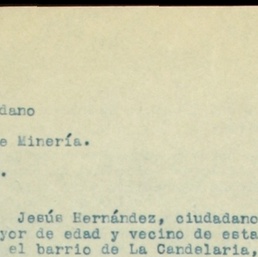 dano
e Minería.
.
Jesús Hernández, ciudadano
yor de edad y vecino de esta
el barrio de La Candelaria,